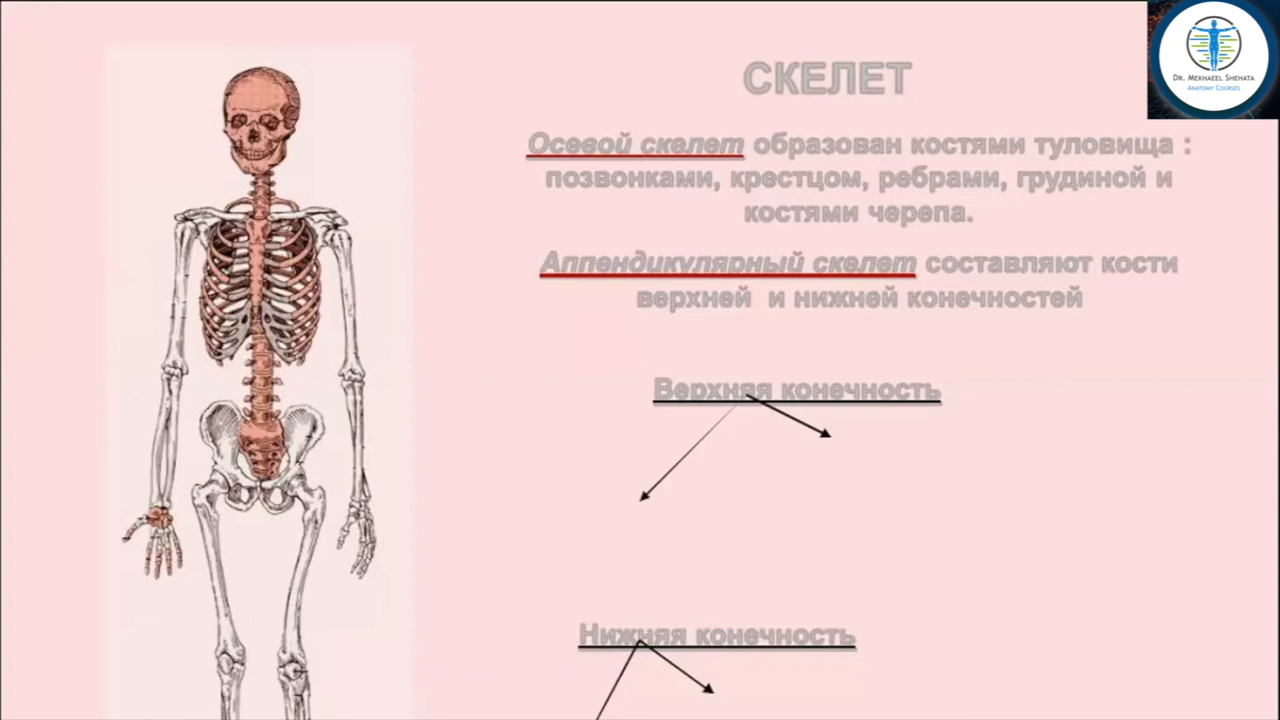 DR. MEKHAEEL SHEHATA
ANATOMY COURSES
СКЕЛЕТ
Осевой скелет образован костями туловища :
позвонками, крестцом, ребрами, грудиной и
костями черепа.
Аппендикулярный скелет составляют кости
верхней и нижней конечностей
Верхняя конечность
Нижняя конечность